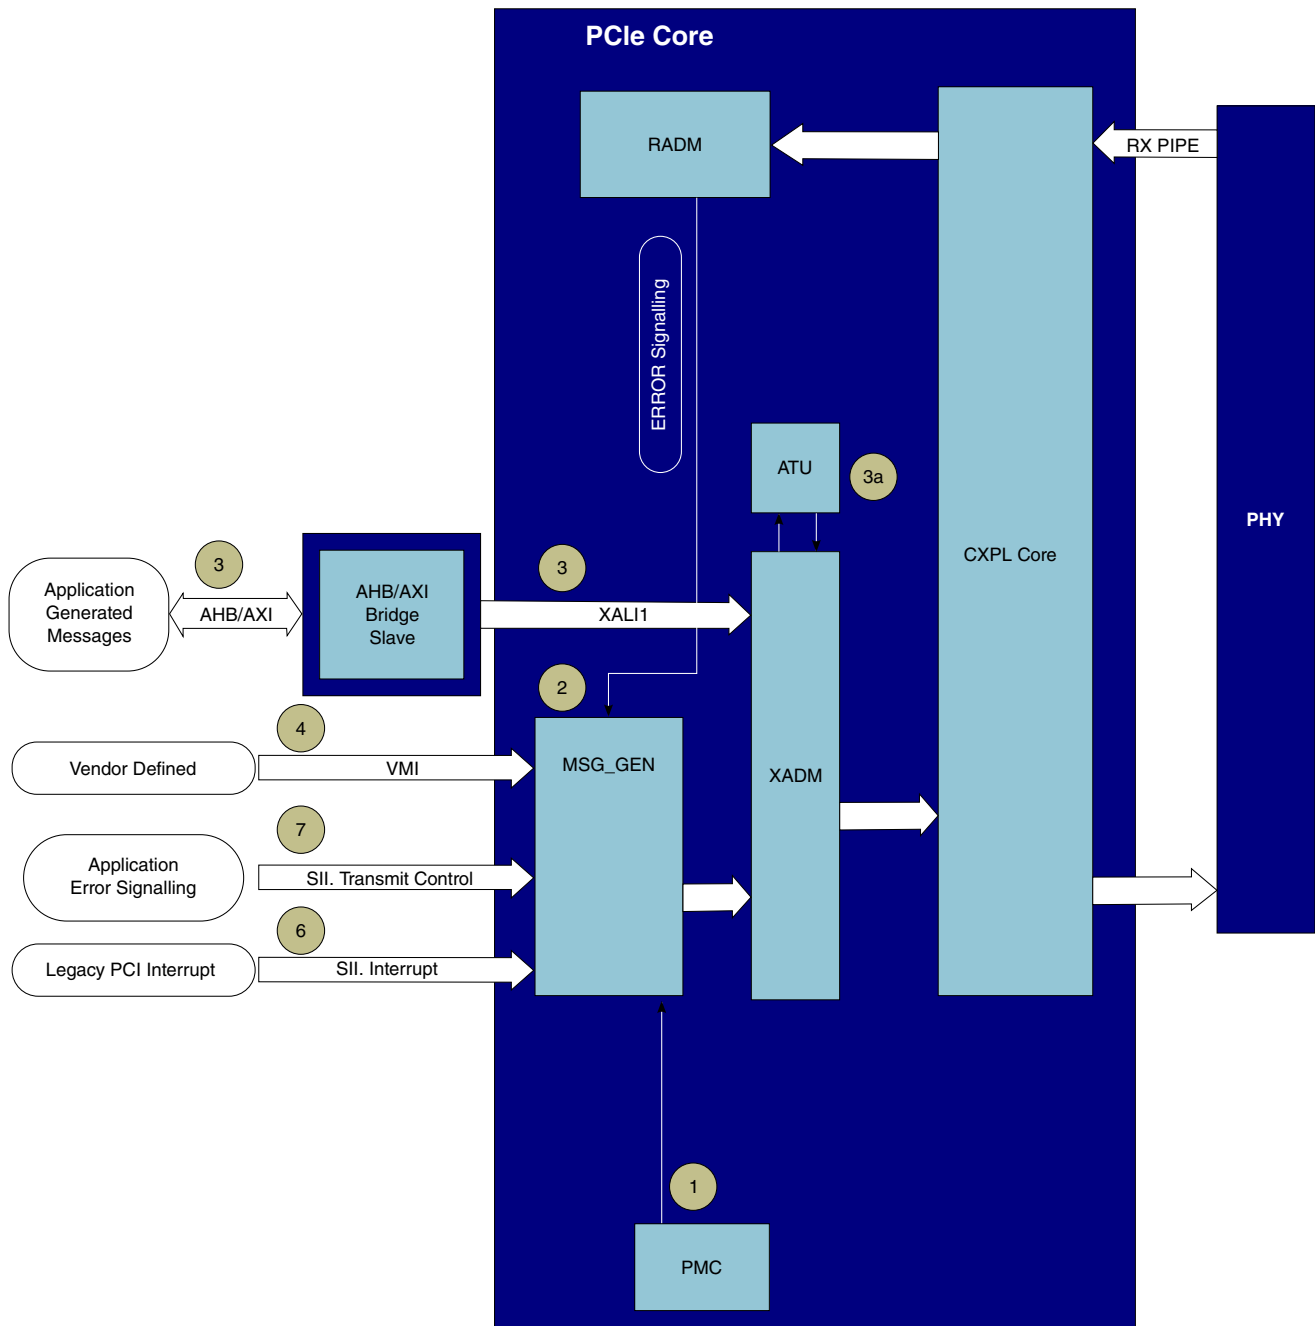 PCIe Core
RADM
RX PIPE
ERROR Signalling
ATU
3a
PHY
CXPL Core
3
3
Application
Generated
Messages
AHB/AXI
AHB/AXI
Bridge
Slave
XALI1
2
4
Vendor Defined
VMI
MSG_GEN
XADM
7
Application
Error Signalling
SII. Transmit Control
6
Legacy PCI Interrupt
SII. Interrupt
1
PMC